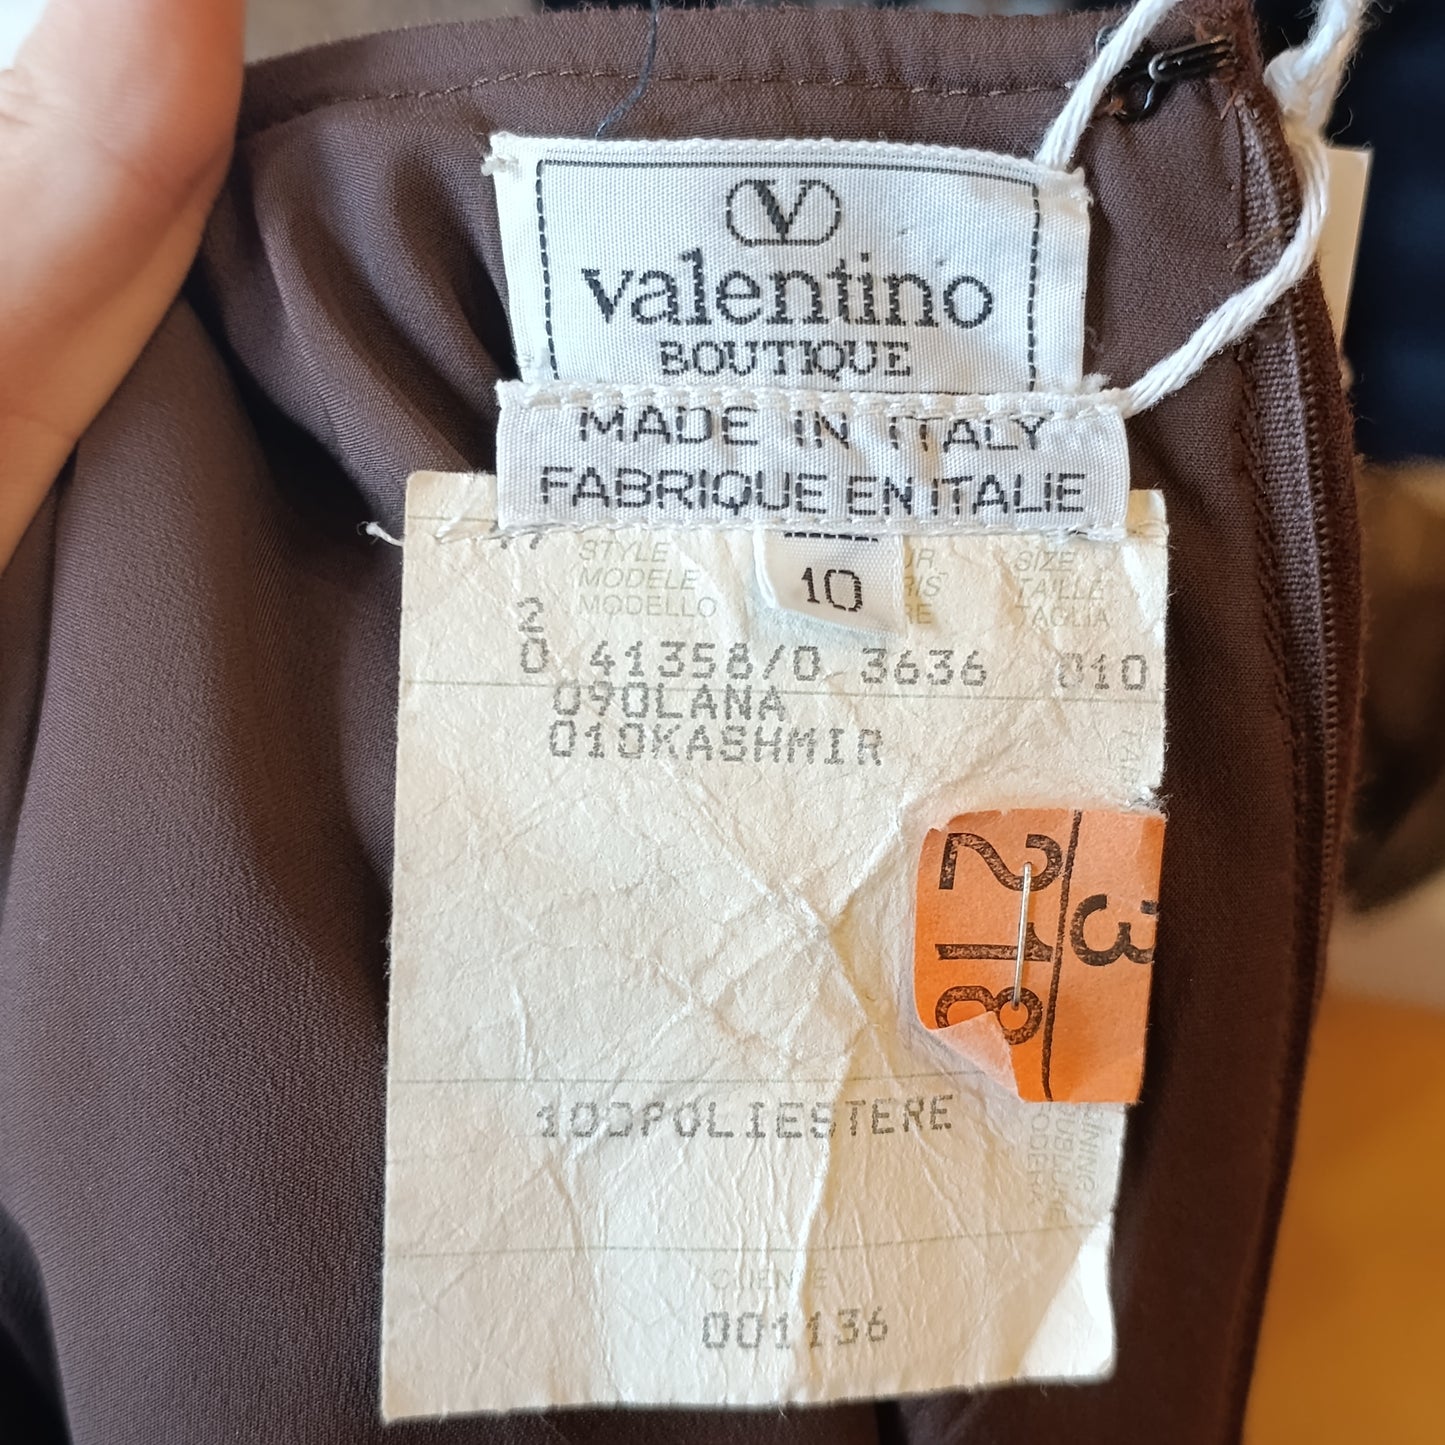 V
valentino
BOUTIQUE
MADE IN ITALY
FABRIQUE EN ITALIE
10
STYLE
MODELE
MODELLO
SIZE
TAILLE
TAGLIA
2
0 41358/0 3636 010
090LANA
010KASHMIR
218
3
100POLIESTERE
CLIENTE
001136